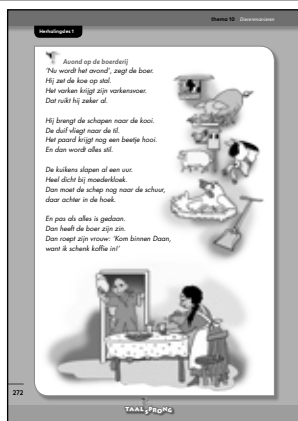 thema 10 Dierenmanieren
Herhalingsles 1
Avond op de boerderij
'Nu wordt het avond', zegt de boer.
Hij zet de koe op stal.
Het varken krijgt zijn varkensvoer.
Dat ruikt hij zeker al.
Hij brengt de schapen naar de kooi.
De duif vliegt naar de til.
Het paard krijgt nog een beetje hooi.
En dan wordt alles stil.
De kuikens slapen al een uur.
Heel dicht bij moederkloek.
Dan moet de schep nog naar de schuur,
daar achter in de hoek.
En pas als alles is gedaan.
Dan heeft de boer zijn zin.
Dan roept zijn vrouw: 'Kom binnen Daan,
want ik schenk koffie in!'
272
TAALSPRONG